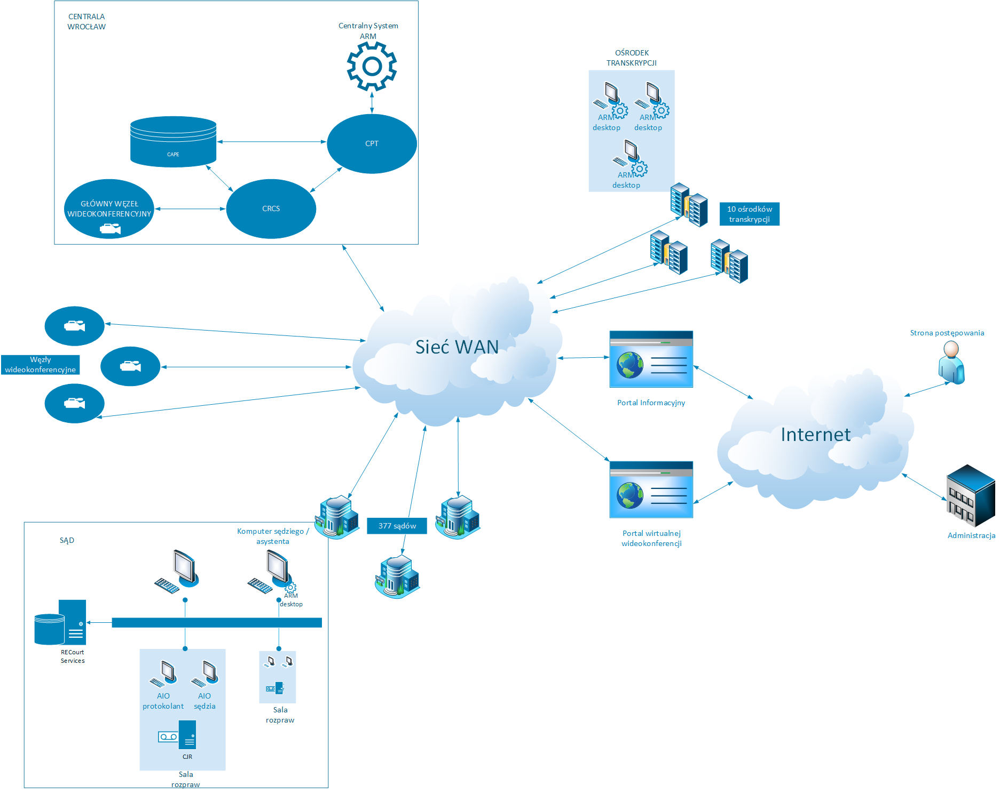 CENTRALA
WROCŁAW
Centralny System
ARM
CAPE
CPT
GŁÓWNY WĘZEŁ
WIDEOKONFERENCYJNY
CRCS
OŚRODEK
TRANSKRYPCJI
ARM
desktop
ARM
desktop
ARM
desktop
10 ośrodków
transkrypcji
Węzły
wideokonferencyjne
Sieć WAN
Portal Informacyjny
Strona postępowania
Internet
Portal wirtualnej
wideokonferencji
Administracja
377 sądów
SĄD
Komputer sędziego /
asystenta
ARM
desktop
RECourt
Services
AIO
protokolant
AIO
sędzia
CJR
Sala
rozpraw
Sala
rozpraw